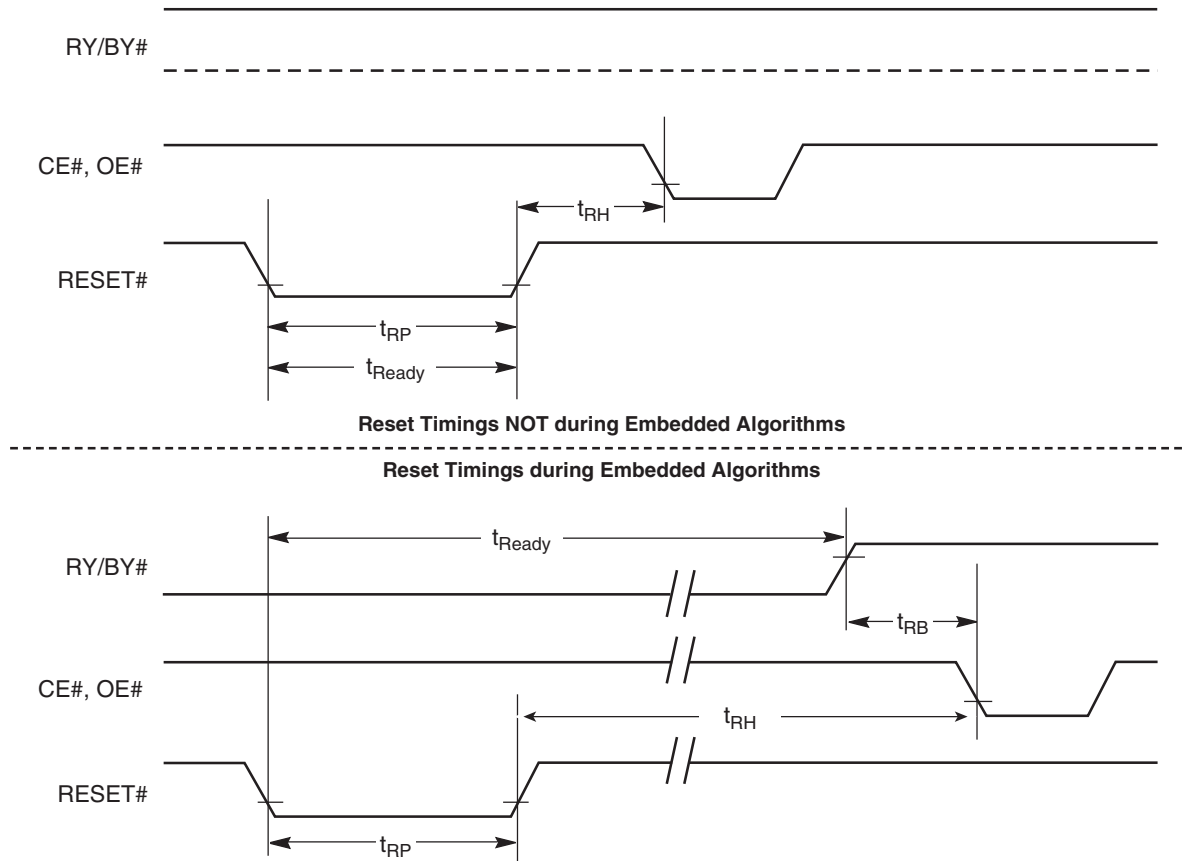 RY/BY#
CE#, OE#
tRH
RESET#
tRP
tReady
Reset Timings NOT during Embedded Algorithms
Reset Timings during Embedded Algorithms
tReady
RY/BY#
tRB
CE#, OE#
tRH
RESET#
tRP